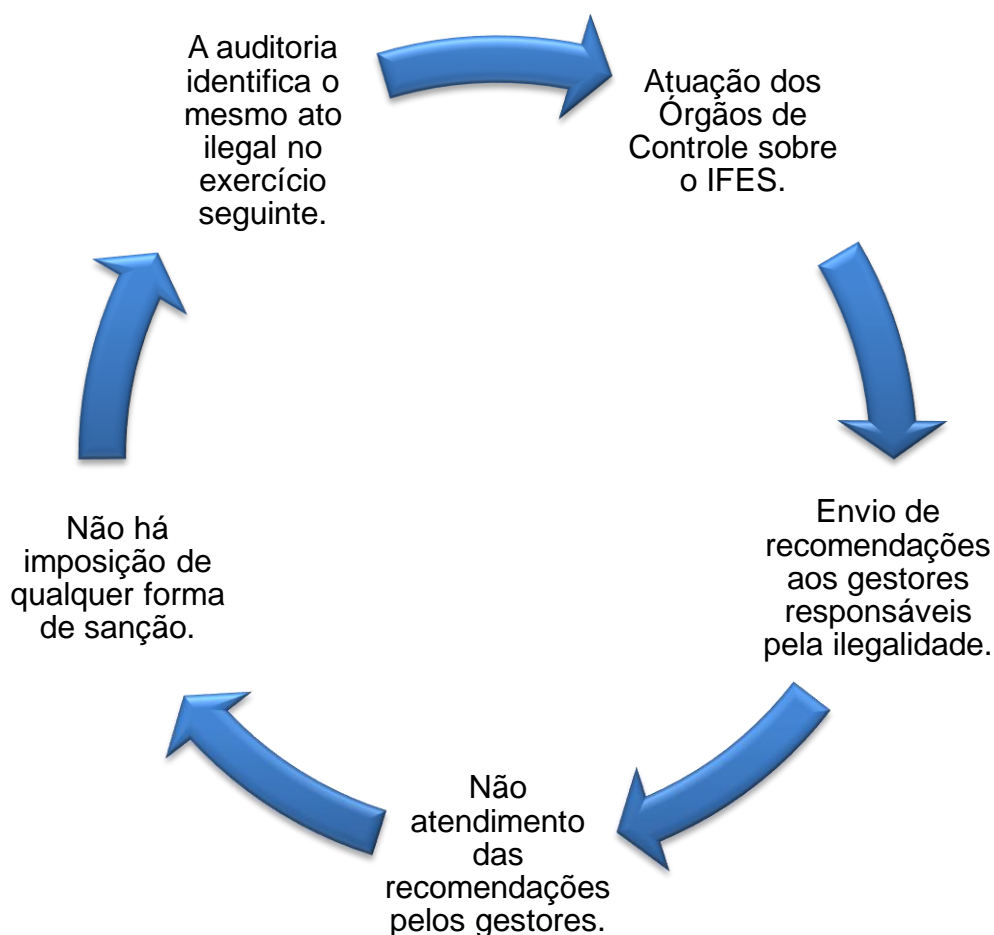 A auditoria
identifica o
mesmo ato
ilegal no
exercício
seguinte.
Atuação dos
Órgãos de
Controle sobre
o IFES.
Envio de
recomendações
aos gestores
responsáveis
pela ilegalidade.
Não
atendimento
das
recomendações
pelos gestores.
Não há
imposição de
qualquer forma
de sanção.